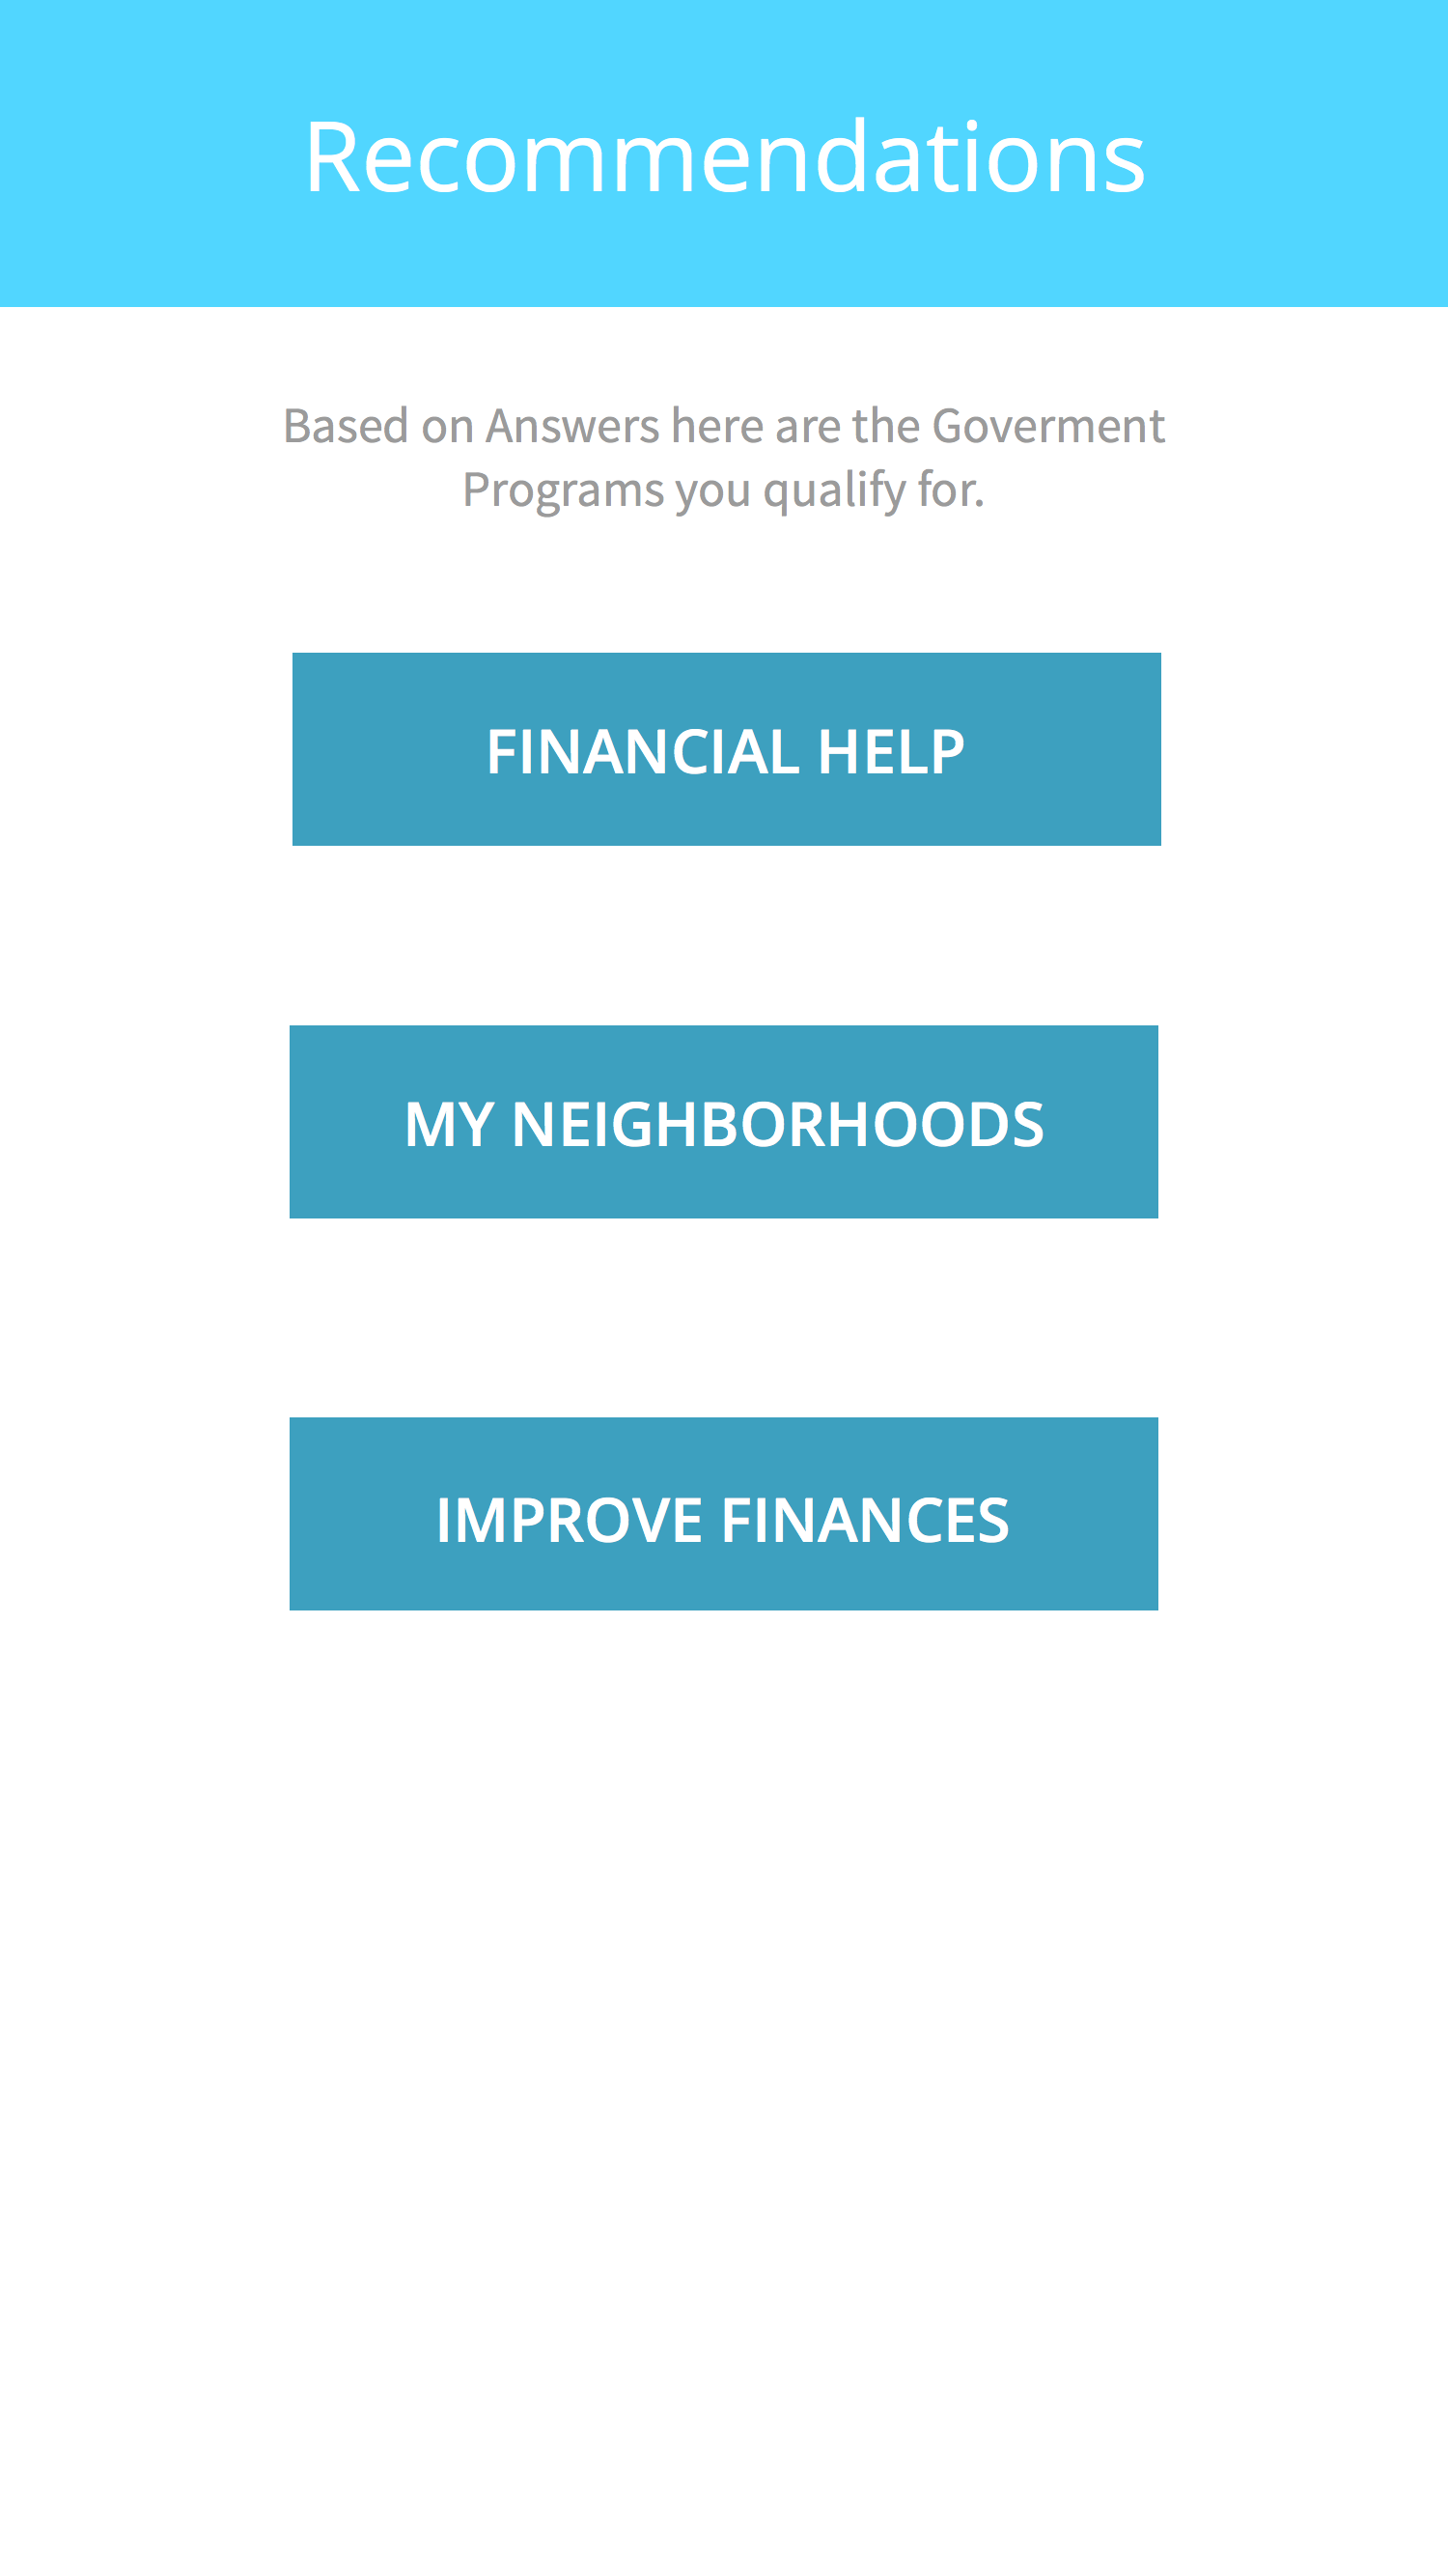 Recommendations
Based on Answers here are the Goverment
Programs you qualify for.
FINANCIAL HELP
MY NEIGHBORHOODS
IMPROVE FINANCES